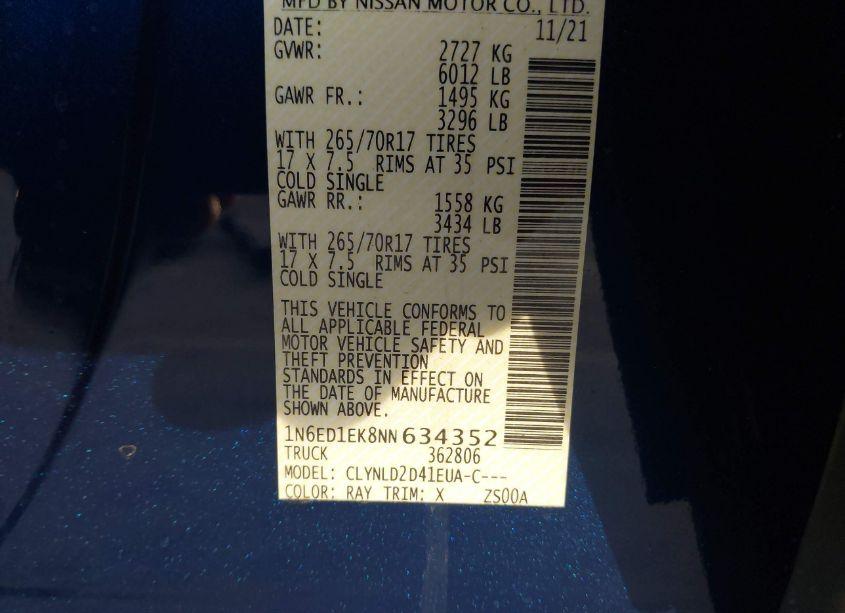 MFD BY NISSAN MOTOR CO., LTD.
DATE: 11/21
GVWR: 2727 KG
6012 LB
GAWR FR.: 1495 KG
3296 LB
WITH 265/70R17 TIRES
17 X 7.5 RIMS AT 35 PSI
COLD SINGLE
GAWR RR.: 1558 KG
3434 LB
WITH 265/70R17 TIRES
17 X 7.5 RIMS AT 35 PSI
COLD SINGLE
THIS VEHICLE CONFORMS TO
ALL APPLICABLE FEDERAL
MOTOR VEHICLE SAFETY AND
THEFT PREVENTION
STANDARDS IN EFFECT ON
THE DATE OF MANUFACTURE
SHOWN ABOVE.
1N6ED1EK8NN634352
TRUCK 362806
MODEL: CLYNLD2D41EUA-C---
COLOR: RAY TRIM: X ZS00A